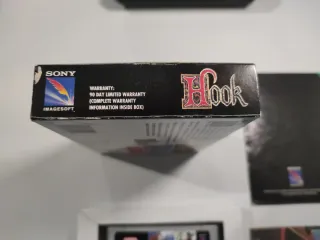 SONY
IMAGESOFT
WARRANTY:
90 DAY LIMITED WARRANTY
(COMPLETE WARRANTY
INFORMATION INSIDE BOX)
Hook